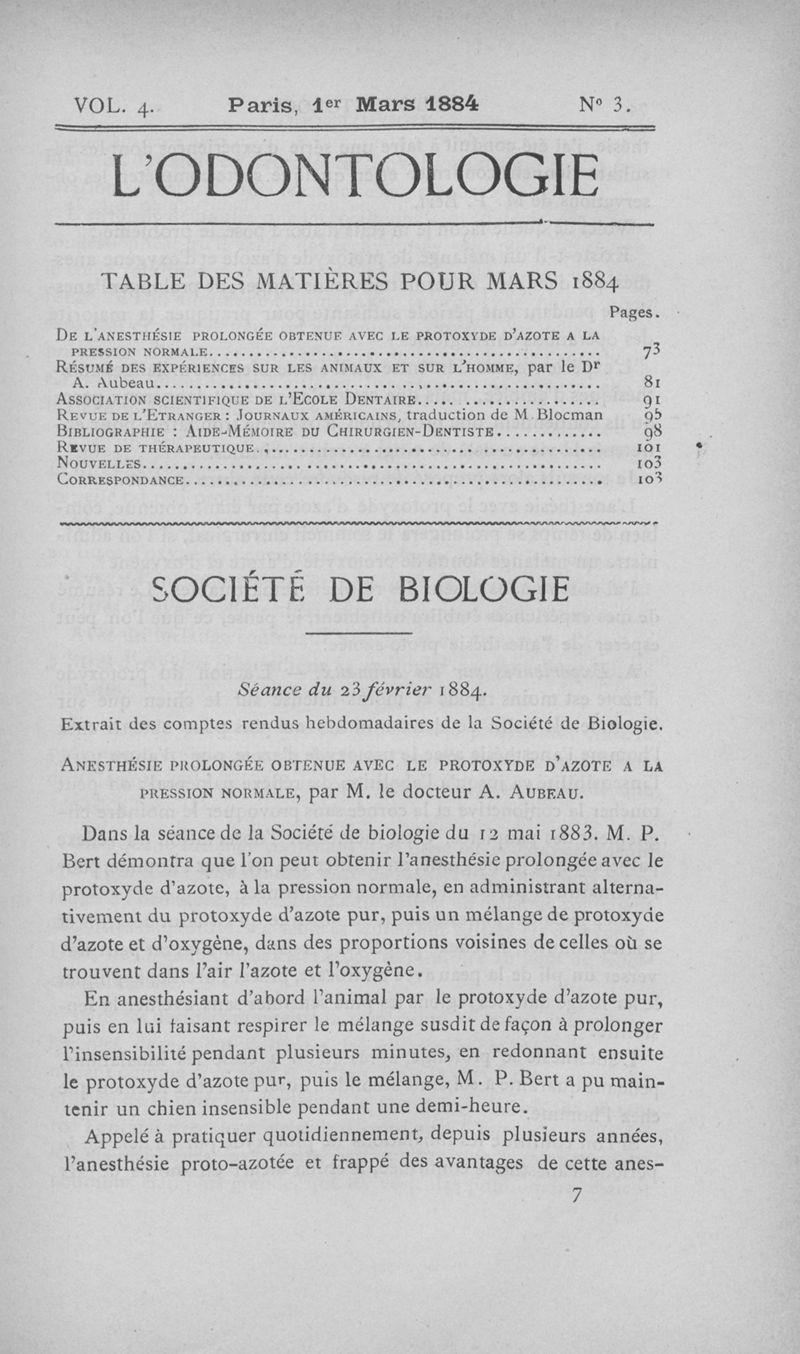 VOL. 4. Paris, 1er Mars 1884 No 3.
L'ODONTOLOGIE
TABLE DES MATIÈRES POUR MARS 1884
Pages.
De l'anesthésie prolongée obtenue avec le protoxyde d'azote a la
pression normale................................................ 73
Résumé des expériences sur les animaux et sur l'homme, par le Dr
A. Aubeau...................................................... 81
Association scientifique de l'Ecole Dentaire..................... 91
Revue de l'Etranger : Journaux américains, traduction de M Blocman 95
Bibliographie : Aide-Mémoire du Chirurgien-Dentiste............. 98
Revue de thérapeutique.......................................... 101
Nouvelles....................................................... 103
Correspondance.................................................. 103
SOCIÉTÉ DE BIOLOGIE
Séance du 23 février 1884.
Extrait des comptes rendus hebdomadaires de la Société de Biologie.
Anesthésie prolongée obtenue avec le protoxyde d'azote a la
pression normale, par M. le docteur A. Aubeau.
Dans la séance de la Société de biologie du 12 mai 1883. M. P.
Bert démontra que l'on peut obtenir l'anesthésie prolongée avec le
protoxyde d'azote, à la pression normale, en administrant alterna-
tivement du protoxyde d'azote pur, puis un mélange de protoxyde
d'azote et d'oxygène, dans des proportions voisines de celles où se
trouvent dans l'air l'azote et l'oxygène.
En anesthésiant d'abord l'animal par le protoxyde d'azote pur,
puis en lui faisant respirer le mélange susdit de façon à prolonger
l'insensibilité pendant plusieurs minutes, en redonnant ensuite
le protoxyde d'azote pur, puis le mélange, M. P. Bert a pu main-
tenir un chien insensible pendant une demi-heure.
Appelé à pratiquer quotidiennement, depuis plusieurs années,
l'anesthésie proto-azotée et frappé des avantages de cette anes-
7